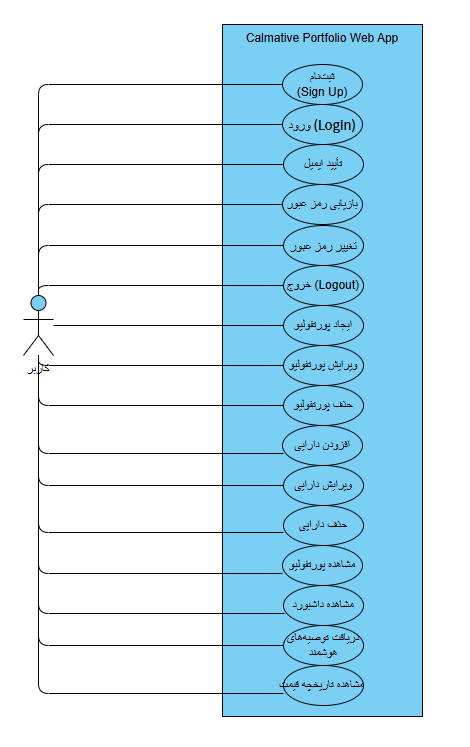 Calmative Portfolio Web App
ثبت‌نام
(Sign Up)
ورود (Login)
تأیید ایمیل
بازیابی رمز عبور
تغییر رمز عبور
خروج (Logout)
ایجاد پورتفولیو
کاربر
ویرایش پورتفولیو
حذف پورتفولیو
افزودن دارایی
ویرایش دارایی
حذف دارایی
مشاهده پورتفولیو
مشاهده داشبورد
دریافت توصیه‌های
هوشمند
مشاهده تاریخچه قیمت